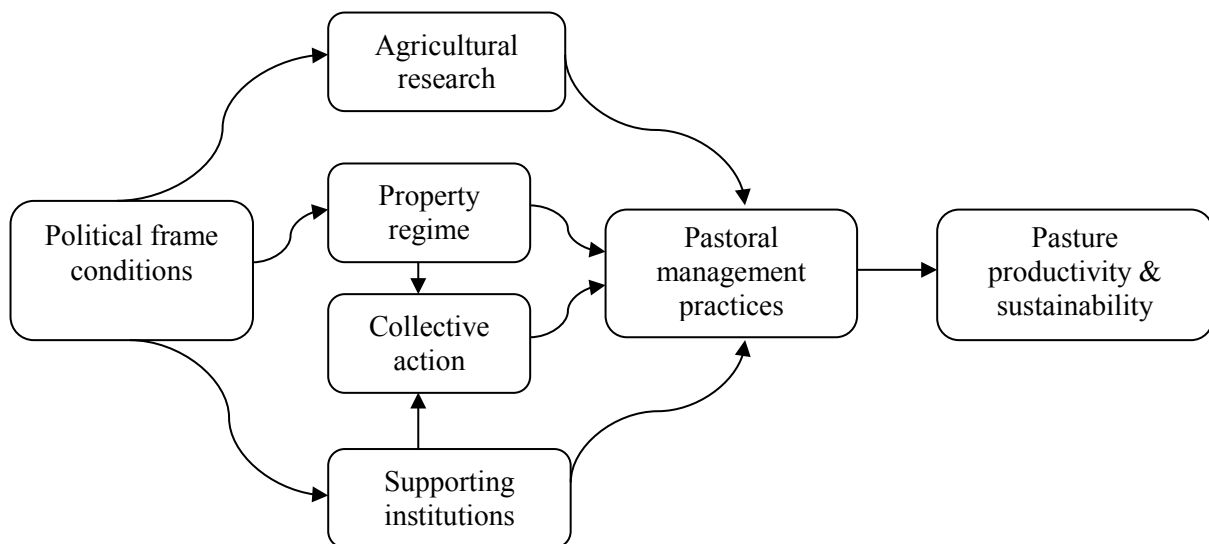 Agricultural
research
Property
regime
Political frame
conditions
Collective
action
Supporting
institutions
Pastoral
management
practices
Pasture
productivity &
sustainability